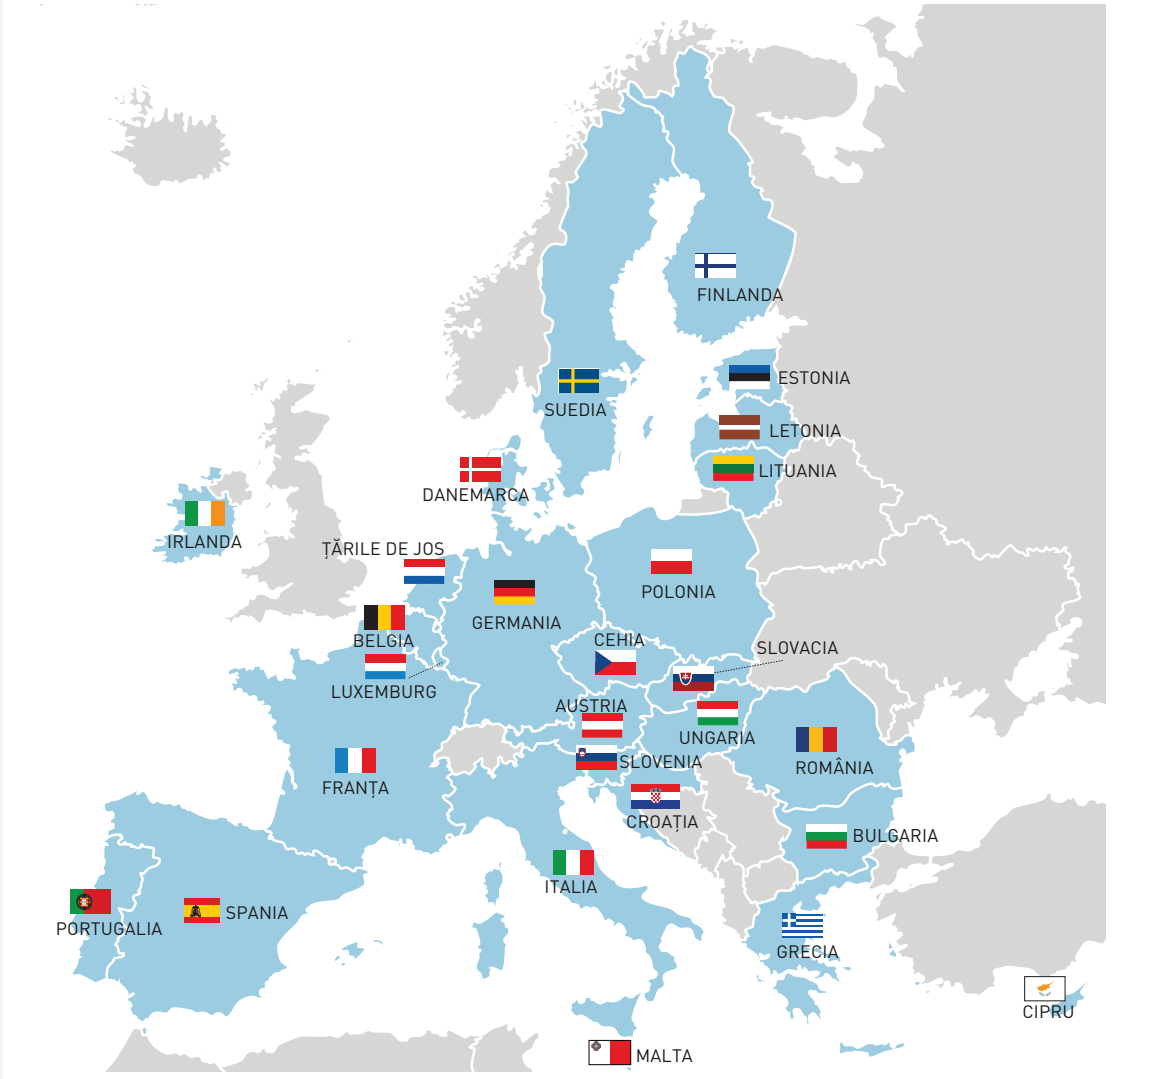 FINLANDA
ESTONIA
SUEDIA
LETONIA
LITUANIA
DANEMARCA
IRLANDA
ȚĂRILE DE JOS
POLONIA
GERMANIA
BELGIA
CEHIA
SLOVACIA
LUXEMBURG
AUSTRIA
UNGARIA
SLOVENIA
ROMÂNIA
FRANȚA
CROAȚIA
BULGARIA
ITALIA
SPANIA
PORTUGALIA
GRECIA
CIPRU
MALTA